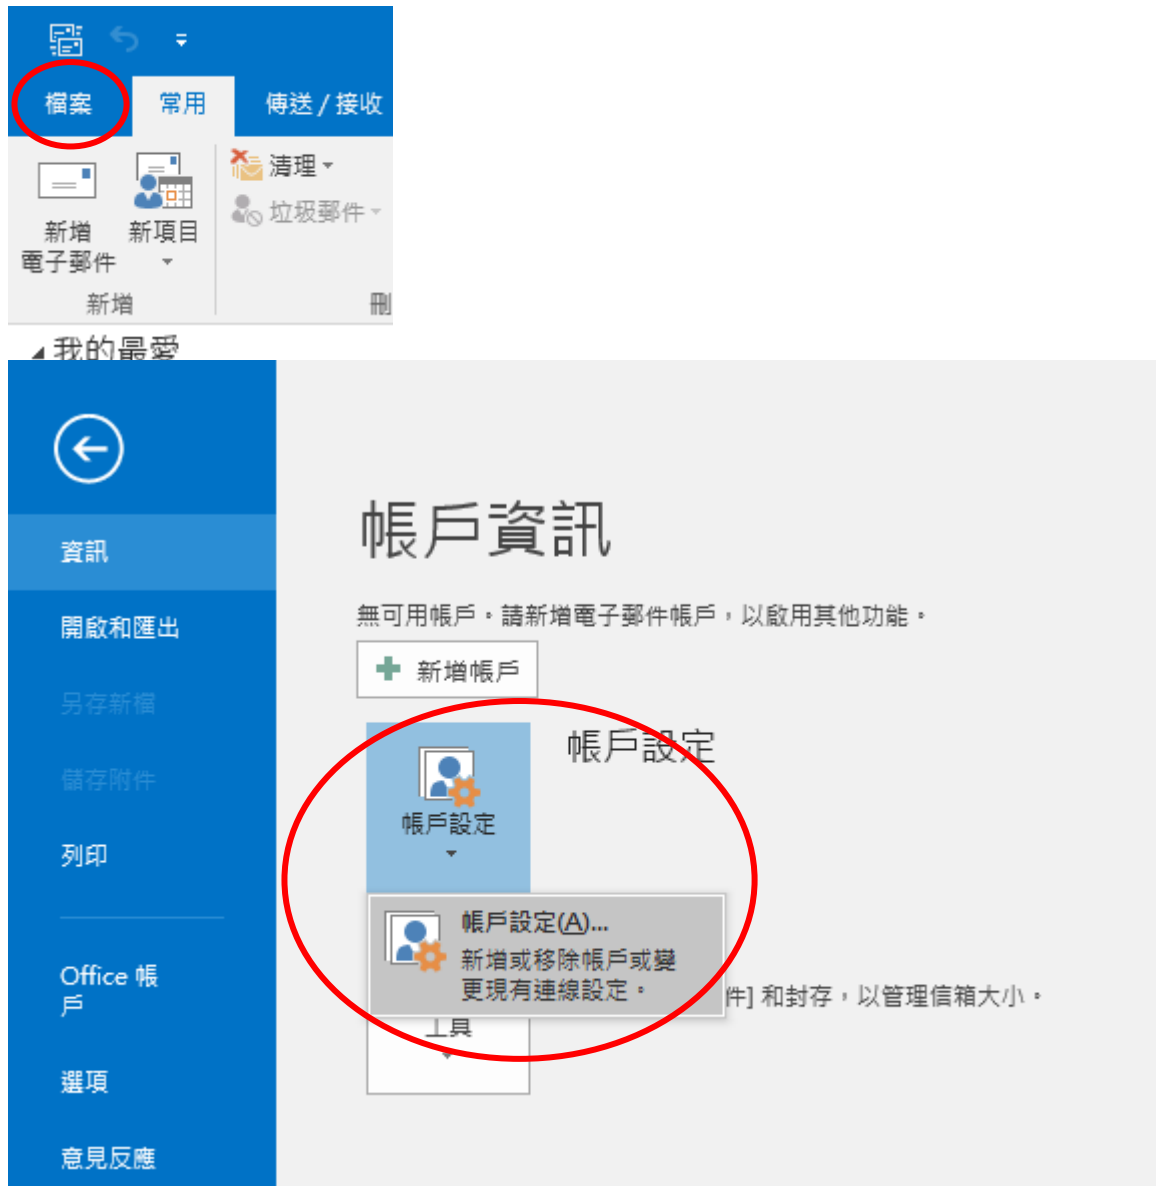 檔案 常用 傳送 / 接收
清理
垃圾郵件
新增
電子郵件
新項目
新增
刪
我的最愛
資訊
開啟和匯出
另存新檔
儲存附件
列印
Office 帳
戶
選項
意見反應
帳戶資訊
無可用帳戶。請新增電子郵件帳戶，以啟用其他功能。
新增帳戶
帳戶設定
帳戶設定
帳戶設定(A)...
新增或移除帳戶或變
更現有連線設定。
件] 和封存，以管理信箱大小。
工具